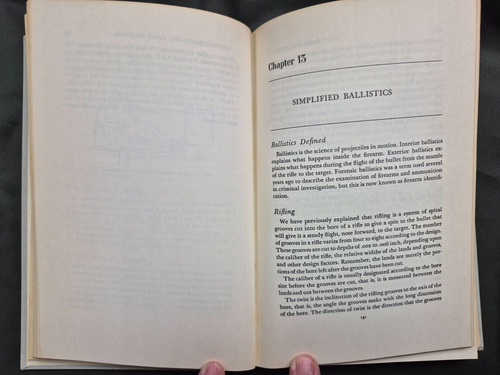 Chapter 13
SIMPLIFIED BALLISTICS
Ballistics Defined
Ballistics is the science of projectiles in motion. Interior ballistics
explains what happens inside the firearm. Exterior ballistics ex-
plains what happens during the flight of the bullet from the muzzle
of the rifle to the target. Forensic ballistics was a term used several
years ago to describe the examination of firearms and ammunition
in criminal investigation, but this is now known as firearm identifi-
cation.
Rifling
We have previously explained that rifling is a system of spiral
grooves cut into the bore of a rifle to give a spin to the bullet that
will give is a steady flight, nose forward, to the target. The number
of grooves in a rifle varies from four to eight according to the design.
These grooves are cut to depths of .002 to .006 inch, depending upon
the caliber of the rifle, the relative widths of the lands and grooves,
and other design factors. Remember, the lands are merely the por-
tions of the bore left after the grooves have been cut.
The caliber of a rifle is usually designated according to the bore
size before the grooves are cut, that is, it is measured between the
lands and not between the grooves.
The twist is the inclination of the rifling grooves to the axis of the
bore, that is, the angle the grooves make with the long dimension
of the bore. The direction of twist is the direction that the grooves